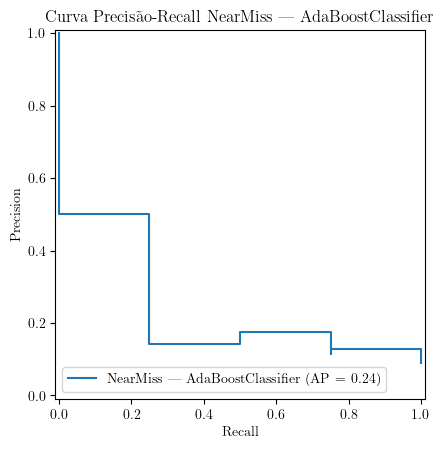 Curva Precisão-Recall NearMiss — AdaBoostClassifier
1.0
0.8
0.6
0.4
0.2
0.0
Precision
NearMiss — AdaBoostClassifier (AP = 0.24)
0.0 0.2 0.4 0.6 0.8 1.0
Recall